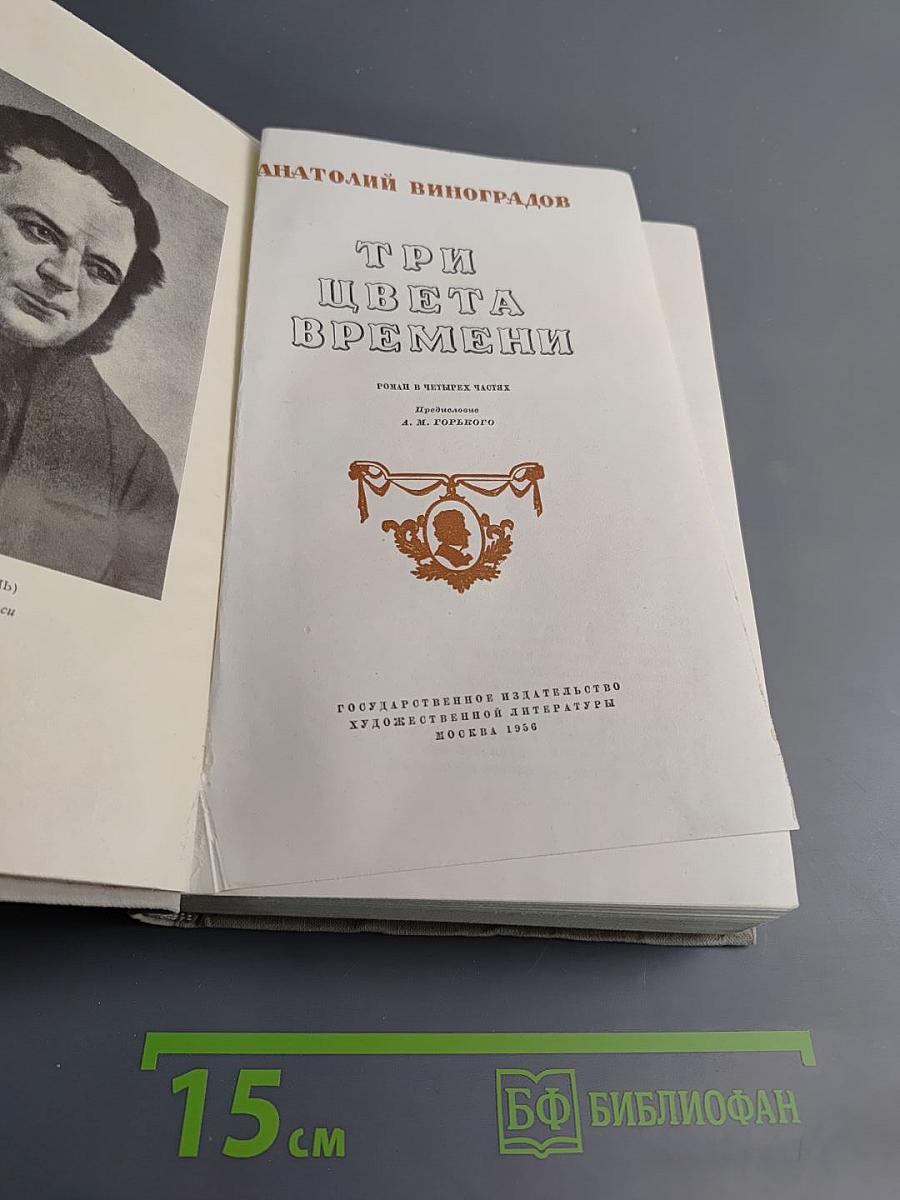 АНАТОЛИЙ ВИНОГРАДОВ
ТРИ
ЦВЕТА
ВРЕМЕНИ
РОМАН В ЧЕТЫРЕХ ЧАСТЯХ
Предисловие
А. М. ГОРЬКОГО
ГОСУДАРСТВЕННОЕ ИЗДАТЕЛЬСТВО
ХУДОЖЕСТВЕННОЙ ЛИТЕРАТУРЫ
МОСКВА 1956
15 см
БФ БИБЛИОФАН